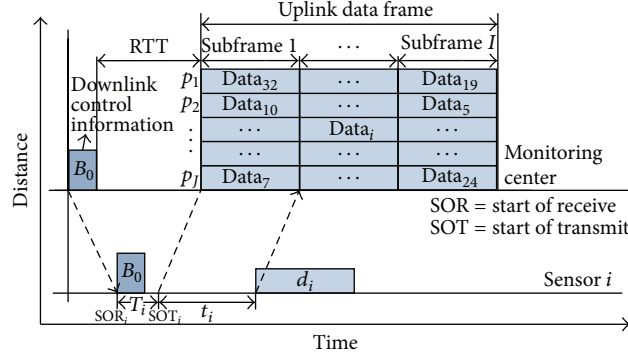 Uplink data frame
RTT
Subframe 1
...
Subframe I
Downlink
control
information
p1 Data32 ... Data19
p2 Data10 ... Data5
⋮ ... Datai ...
... ... ...
pJ Data7 ... Data24
B0
Monitoring
center
SOR = start of receive
SOT = start of transmit
B0
di
Sensor i
Ti
ti
SORi
SOTi
Distance
Time